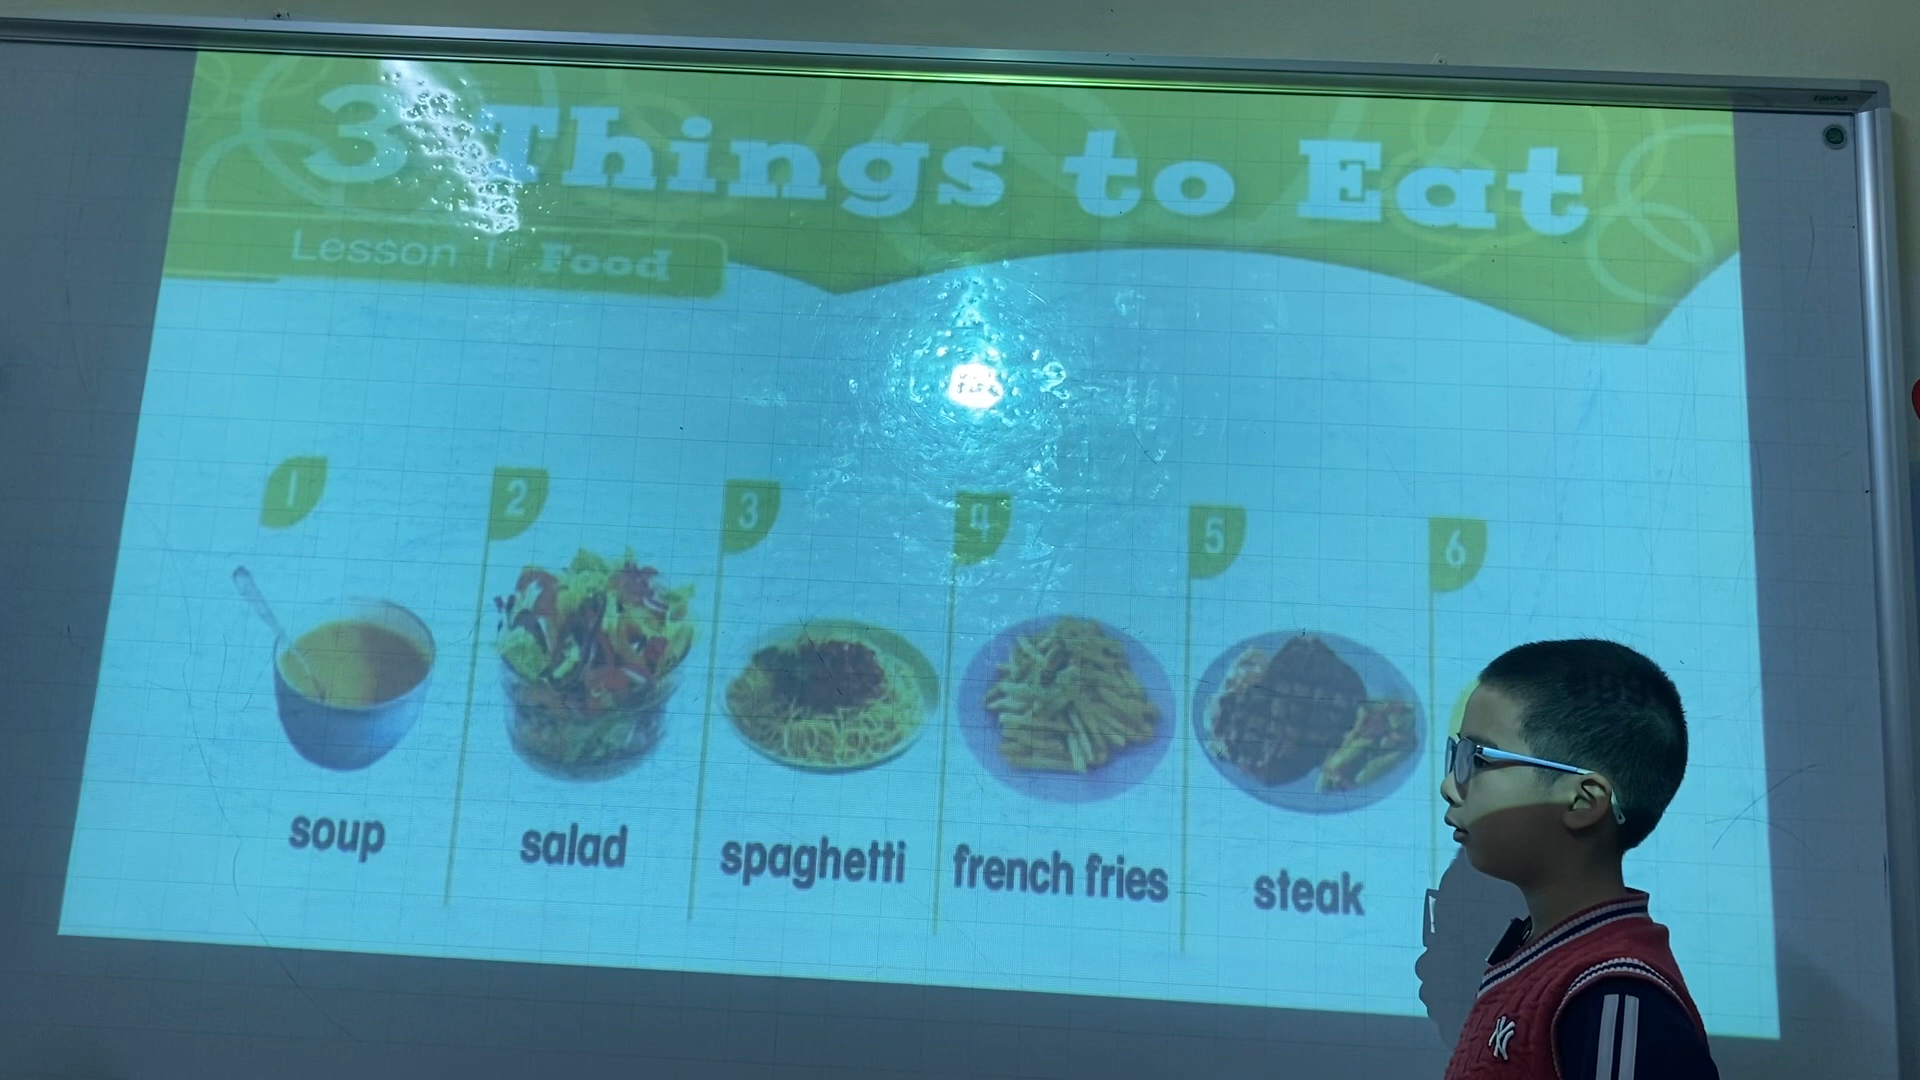 3 Things to Eat
Lesson 1 Food
1
2
3
4
5
6
soup
salad
spaghetti
french fries
steak
NY